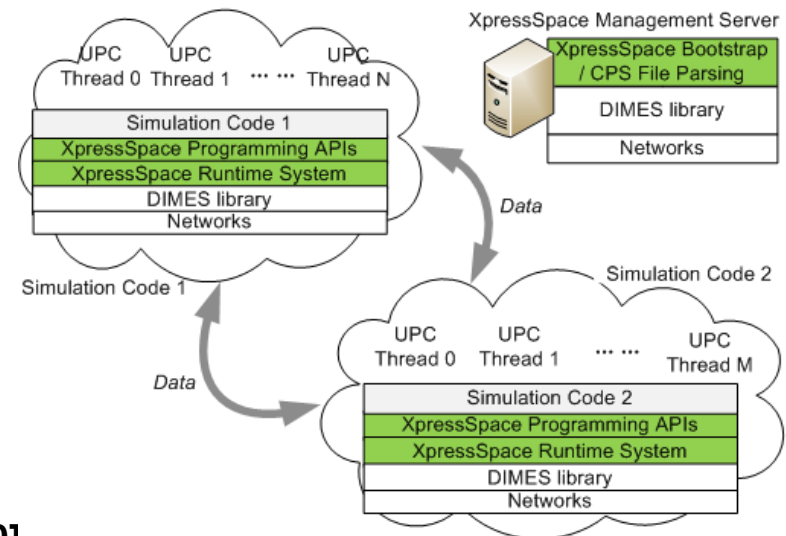 XpressSpace Management Server
XpressSpace Bootstrap
/ CPS File Parsing
DIMES library
Networks
UPC UPC UPC
Thread 0 Thread 1 ... ... Thread N
Simulation Code 1
XpressSpace Programming APIs
XpressSpace Runtime System
DIMES library
Networks
Simulation Code 1
Data
Data
Simulation Code 2
UPC UPC UPC
Thread 0 Thread 1 ... ... Thread M
Simulation Code 2
XpressSpace Programming APIs
XpressSpace Runtime System
DIMES library
Networks